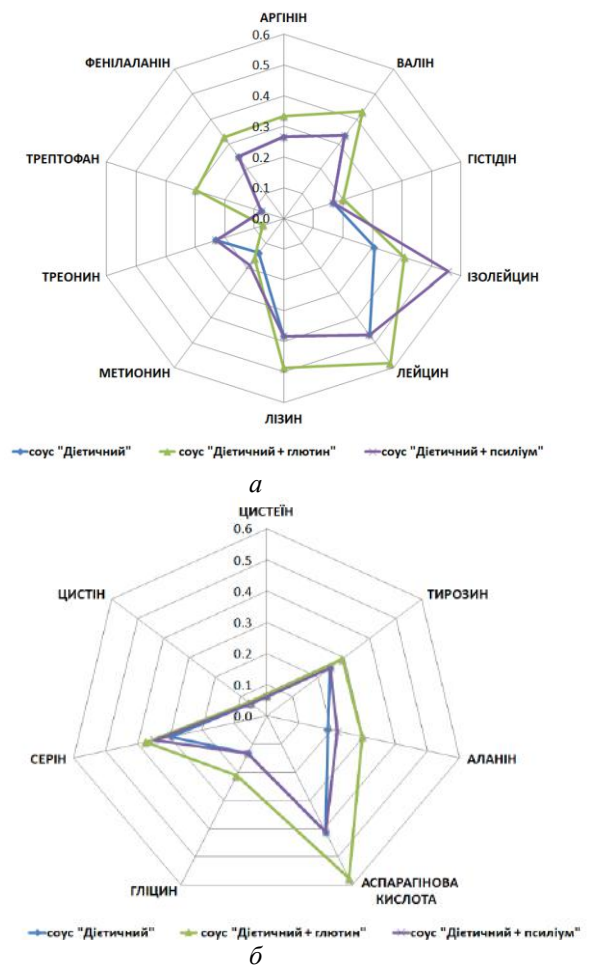 АРГІНІН
ФЕНІЛАЛАНІН
ВАЛІН
ТРЕПТОФАН
ГІСТІДІН
ТРЕОНИН
ІЗОЛЕЙЦИН
МЕТИОНИН
ЛЕЙЦИН
ЛІЗИН
0.6
0.5
0.4
0.3
0.2
0.1
0.0
соус "Дієтичний"
соус "Дієтичний + глютин"
соус "Дієтичний + псиліум"
а
ЦИСТЕЇН
ЦИСТІН
ТИРОЗИН
СЕРІН
АЛАНІН
ГЛІЦИН
АСПАРАГІНОВА
КИСЛОТА
0.6
0.5
0.4
0.3
0.2
0.1
0.0
соус "Дієтичний"
соус "Дієтичний + глютин"
соус "Дієтичний + псиліум"
б